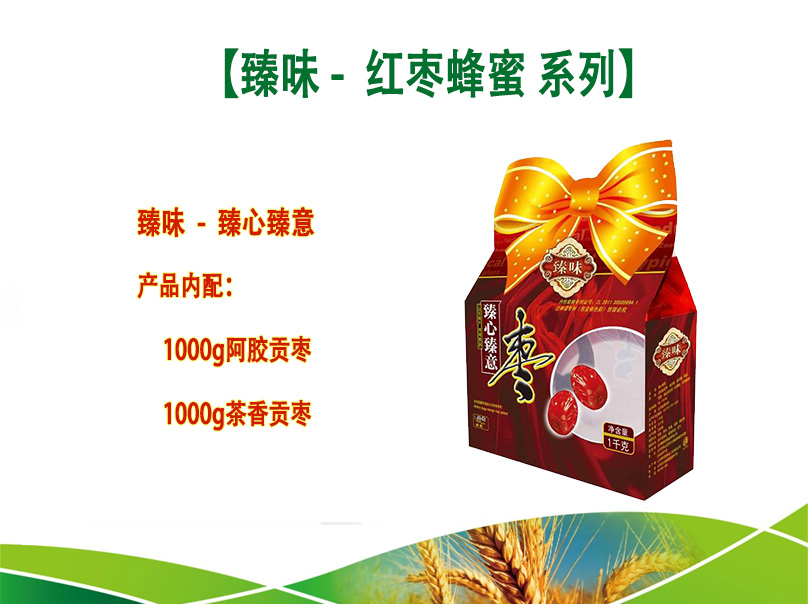 【臻味 - 红枣蜂蜜 系列】
臻味 - 臻心臻意
产品内配：
1000g阿胶贡枣
1000g茶香贡枣
臻味
臻心臻意
枣
净含量
1千克
臻味